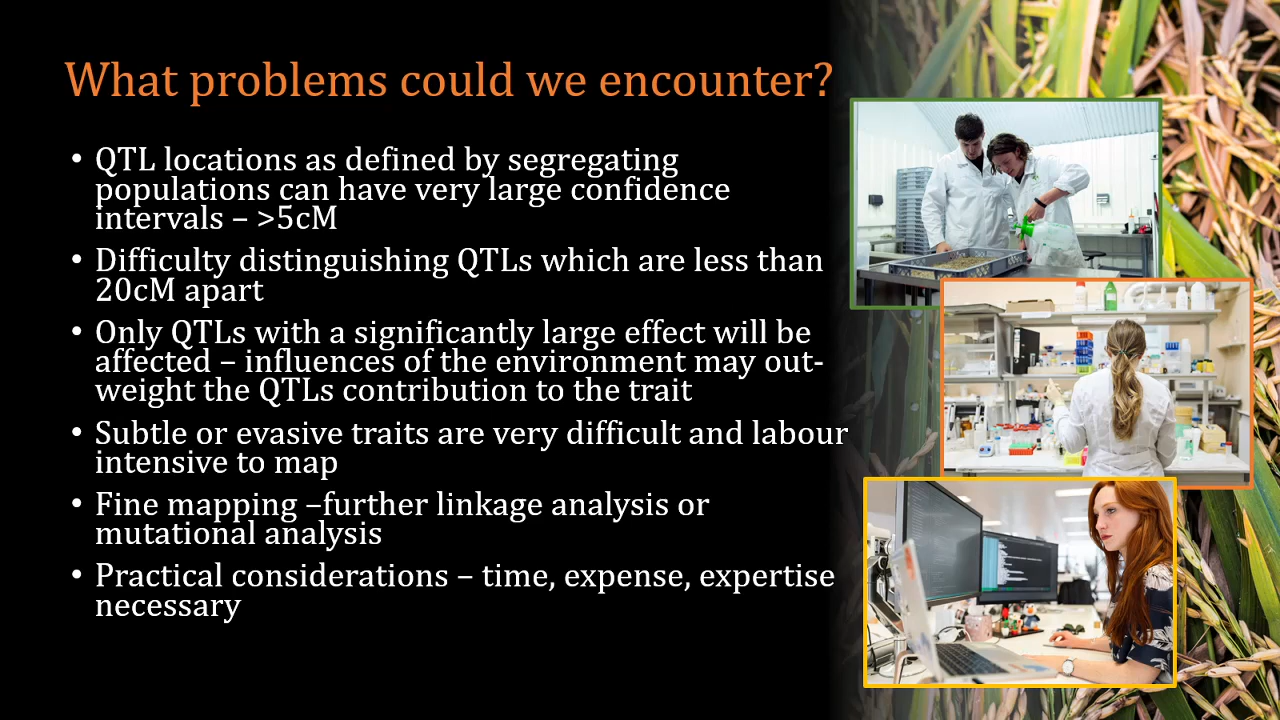 What problems could we encounter?
• QTL locations as defined by segregating
populations can have very large confidence
intervals – >5cM
• Difficulty distinguishing QTLs which are less than
20cM apart
• Only QTLs with a significantly large effect will be
affected – influences of the environment may out-
weight the QTLs contribution to the trait
• Subtle or evasive traits are very difficult and labour
intensive to map
• Fine mapping –further linkage analysis or
mutational analysis
• Practical considerations – time, expense, expertise
necessary